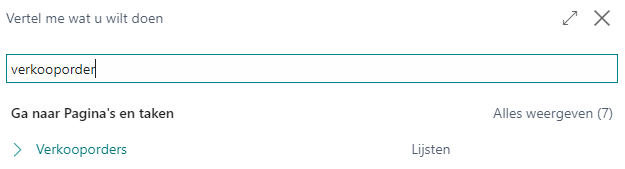 Vertel me wat u wilt doen
verkooporder
Ga naar Pagina's en taken Alles weergeven (7)
Verkooporders Lijsten